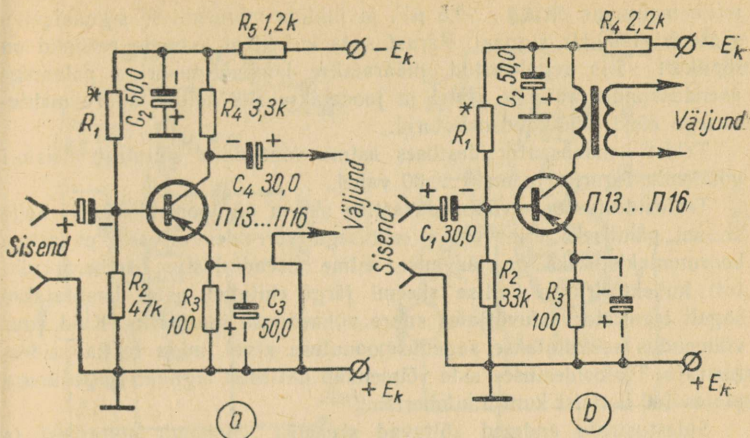 R₅ 1,2k
− Eₖ
*
R₁
C₂ 50,0
−
+
R₄ 3,3k
−
+
C₄ 30,0
Väljund
П13...П16
Sisend
+
−
R₂
47k
R₃
100
−
+
C₃
50,0
+ Eₖ
a
R₄ 2,2k
− Eₖ
C₂ 50,0
−
+
*
R₁
Väljund
П13...П16
+
−
C₁ 30,0
Sisend
R₂
33k
R₃
100
−
+
+ Eₖ
b